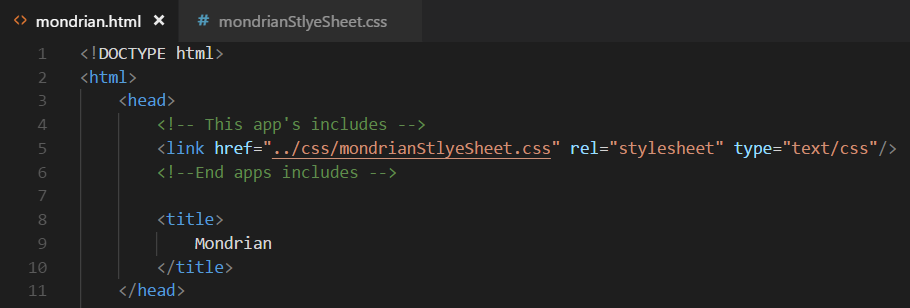 <> mondrian.html × # mondrianStlyeSheet.css
1 <!DOCTYPE html>
2 <html>
3 <head>
4 <!-- This app's includes -->
5 <link href="../css/mondrianStlyeSheet.css" rel="stylesheet" type="text/css"/>
6 <!--End apps includes -->
7
8 <title>
9 Mondrian
10 </title>
11 </head>